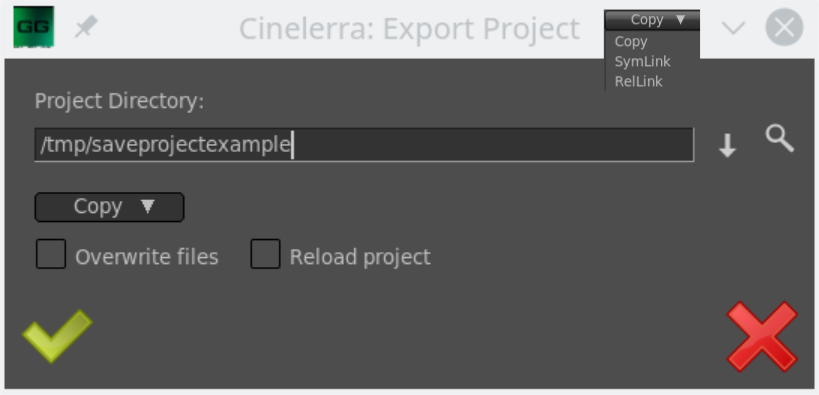 GG
Cinelerra: Export Project
Copy ▼
Copy
SymLink
RelLink
Project Directory:
/tmp/saveprojectexample
Copy ▼
Overwrite files
Reload project